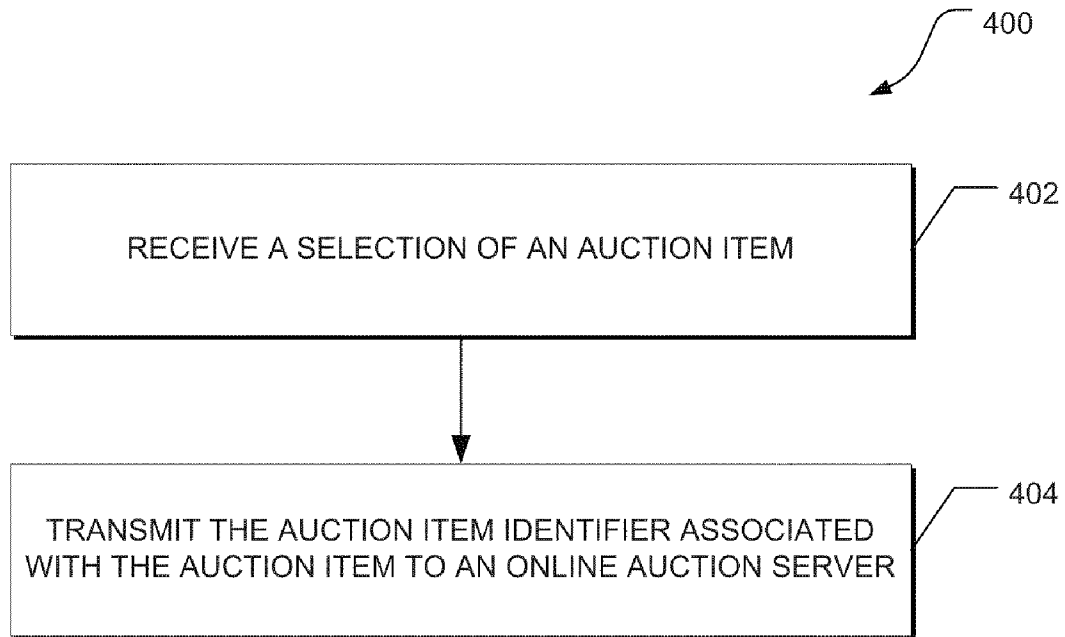 400
402
RECEIVE A SELECTION OF AN AUCTION ITEM
404
TRANSMIT THE AUCTION ITEM IDENTIFIER ASSOCIATED
WITH THE AUCTION ITEM TO AN ONLINE AUCTION SERVER